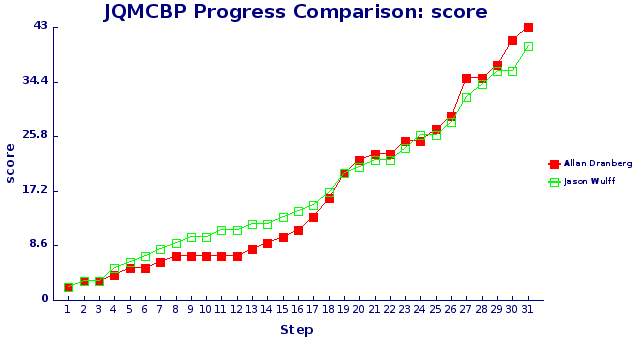 JQMCBP Progress Comparison: score
43
34.4
25.8
17.2
8.6
0
score
1 2 3 4 5 6 7 8 9 10 11 12 13 14 15 16 17 18 19 20 21 22 23 24 25 26 27 28 29 30 31
Step
Allan Dranberg
Jason Wulff